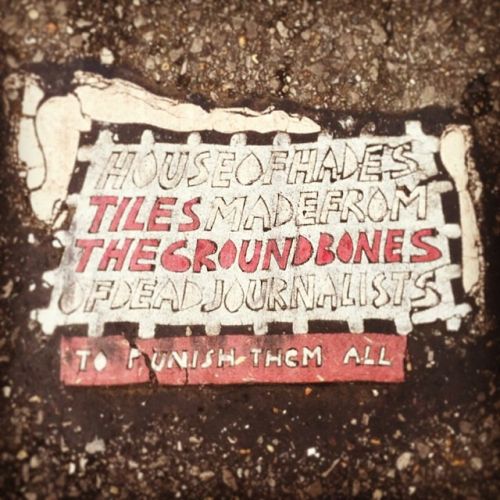 HOUSEOFHADES
TILESMADEFROM
THEGROUNDBONES
OFDEADJOURNALISTS
TO PUNISH THEM ALL